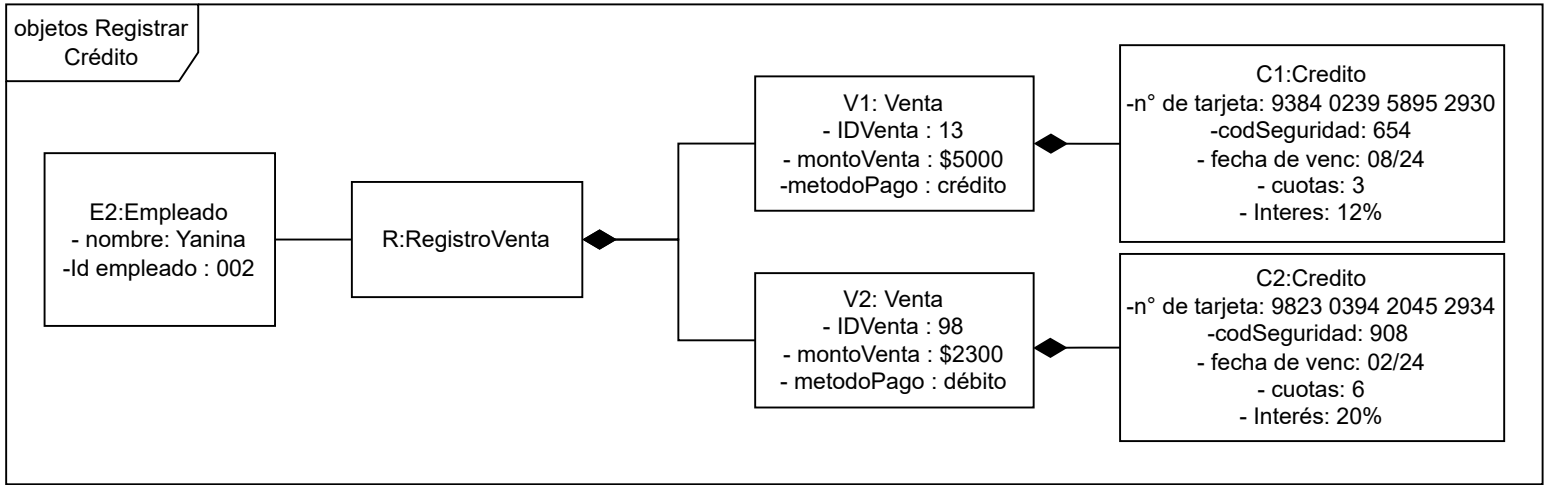 objetos Registrar
Crédito
E2:Empleado
- nombre: Yanina
-Id empleado : 002
R:RegistroVenta
V1: Venta
- IDVenta : 13
- montoVenta : $5000
-metodoPago : crédito
C1:Credito
-n° de tarjeta: 9384 0239 5895 2930
-codSeguridad: 654
- fecha de venc: 08/24
- cuotas: 3
- Interes: 12%
V2: Venta
- IDVenta : 98
- montoVenta : $2300
- metodoPago : débito
C2:Credito
-n° de tarjeta: 9823 0394 2045 2934
-codSeguridad: 908
- fecha de venc: 02/24
- cuotas: 6
- Interés: 20%